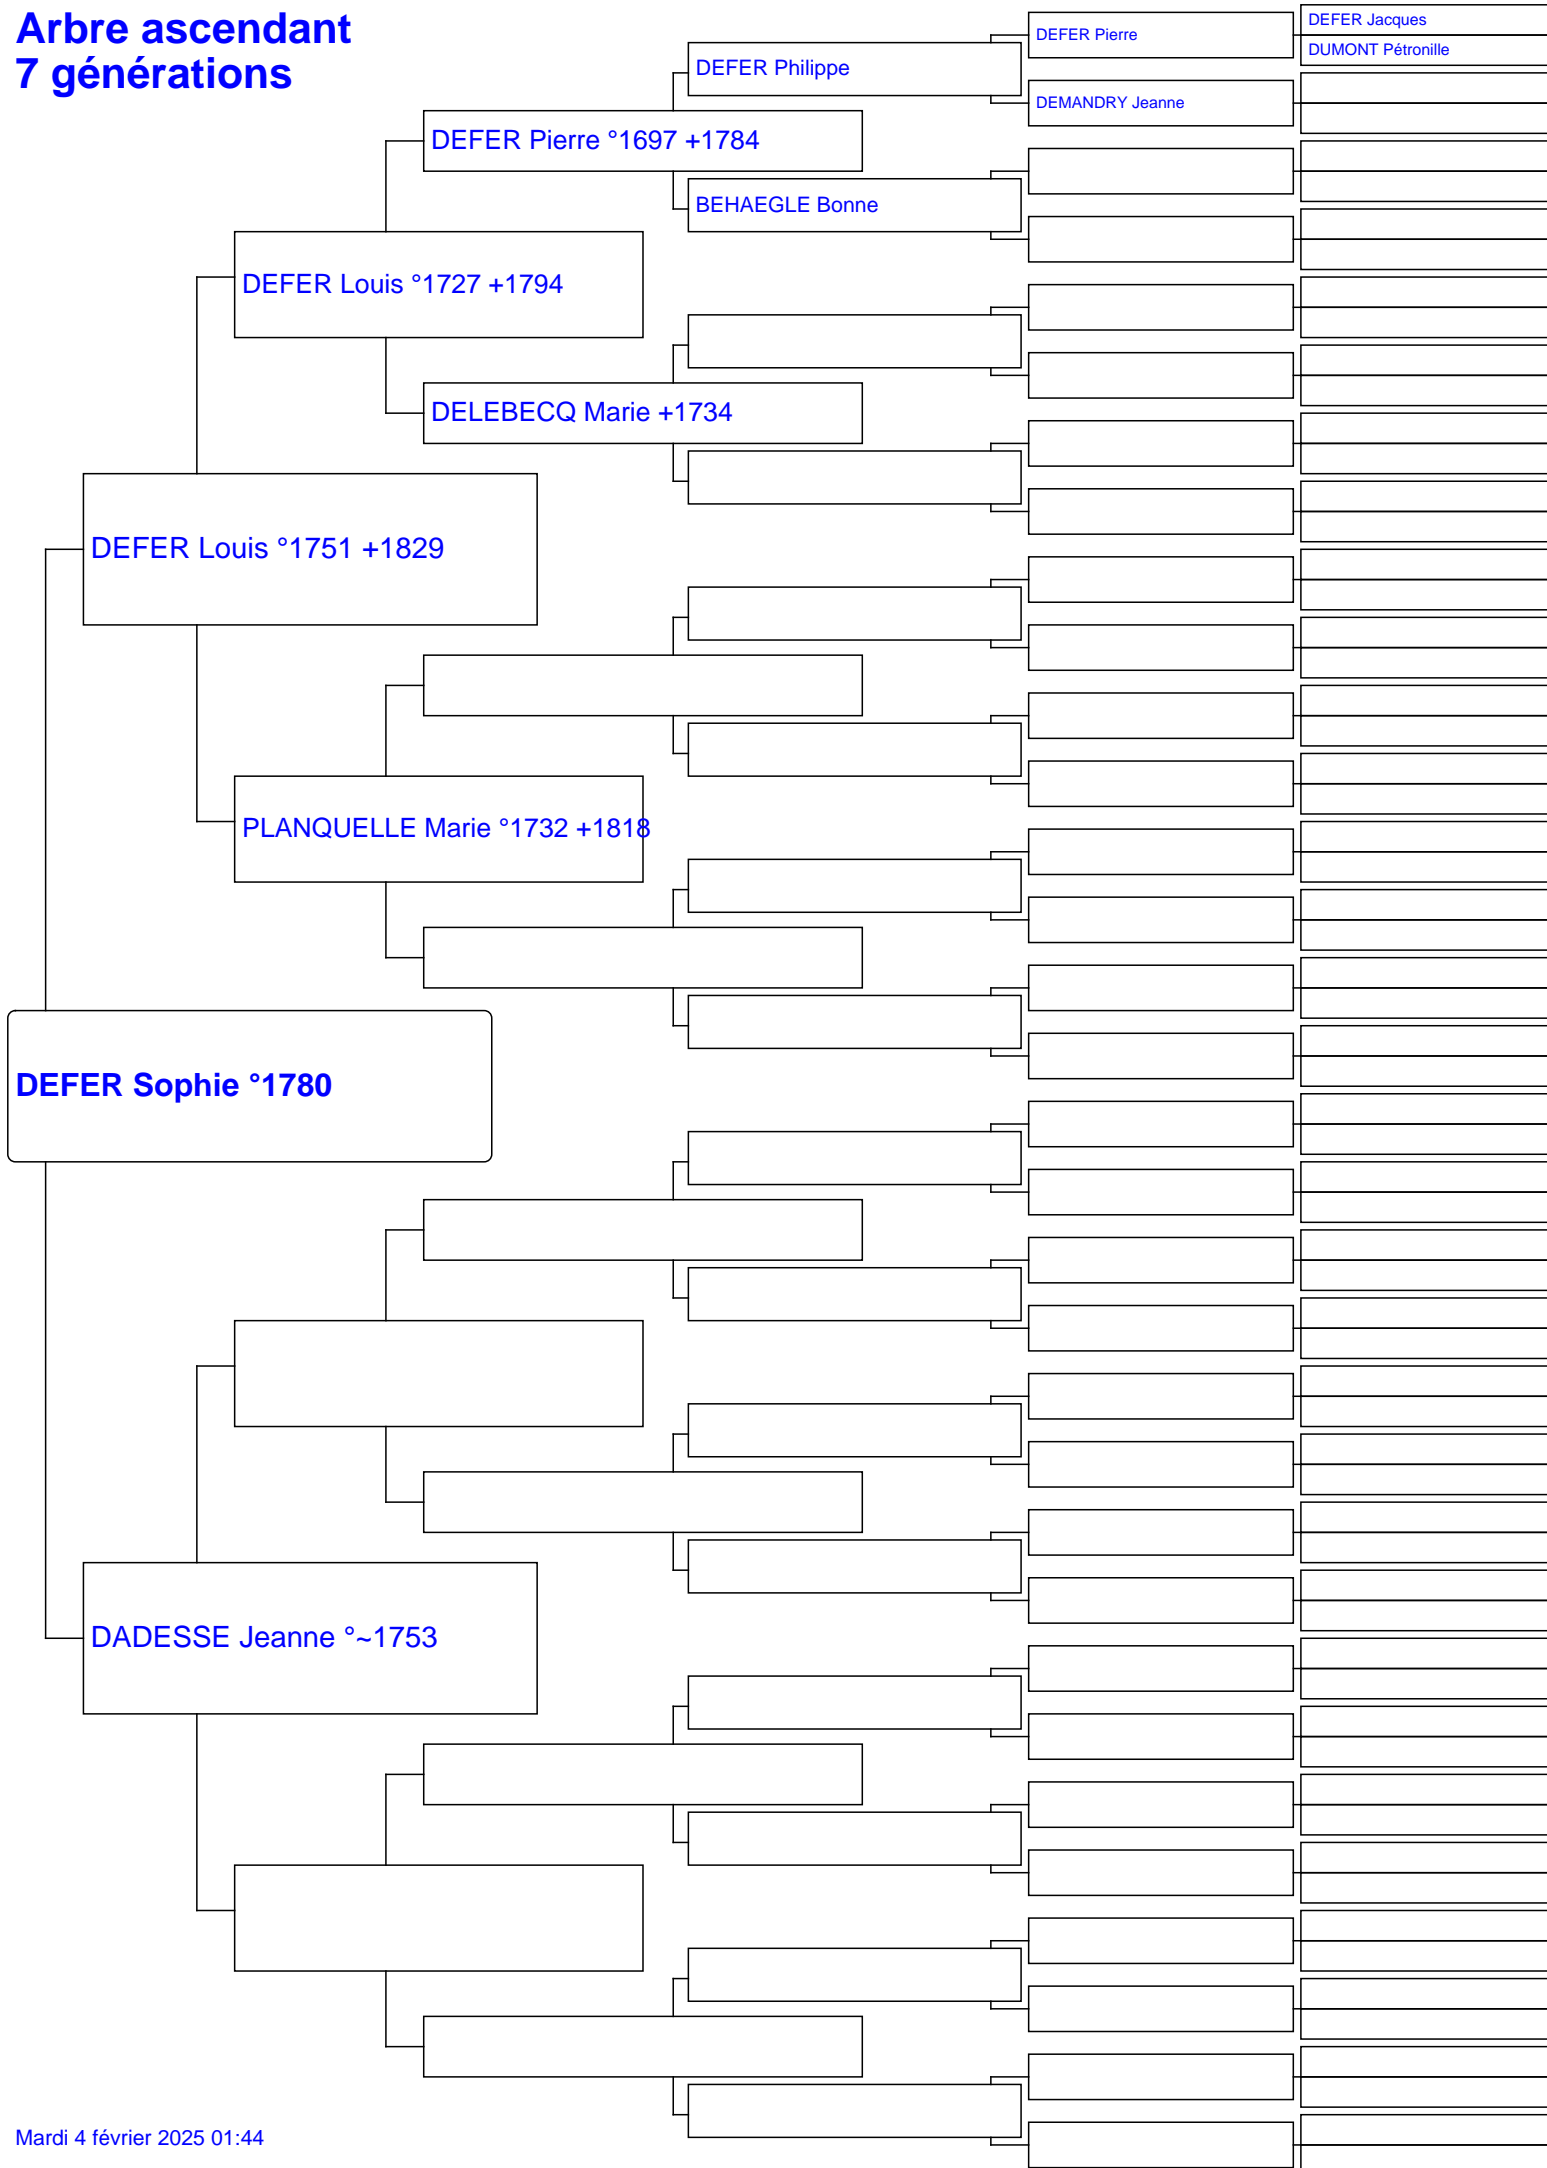 Arbre ascendant
7 générations
DEFER Jacques
DEFER Pierre
DUMONT Pétronille
DEFER Philippe
DEMANDRY Jeanne
DEFER Pierre °1697 +1784
BEHAEGLE Bonne
DEFER Louis °1727 +1794
DELEBECQ Marie +1734
DEFER Louis °1751 +1829
PLANQUELLE Marie °1732 +1818
DEFER Sophie °1780
DADESSE Jeanne °~1753
Mardi 4 février 2025 01:44